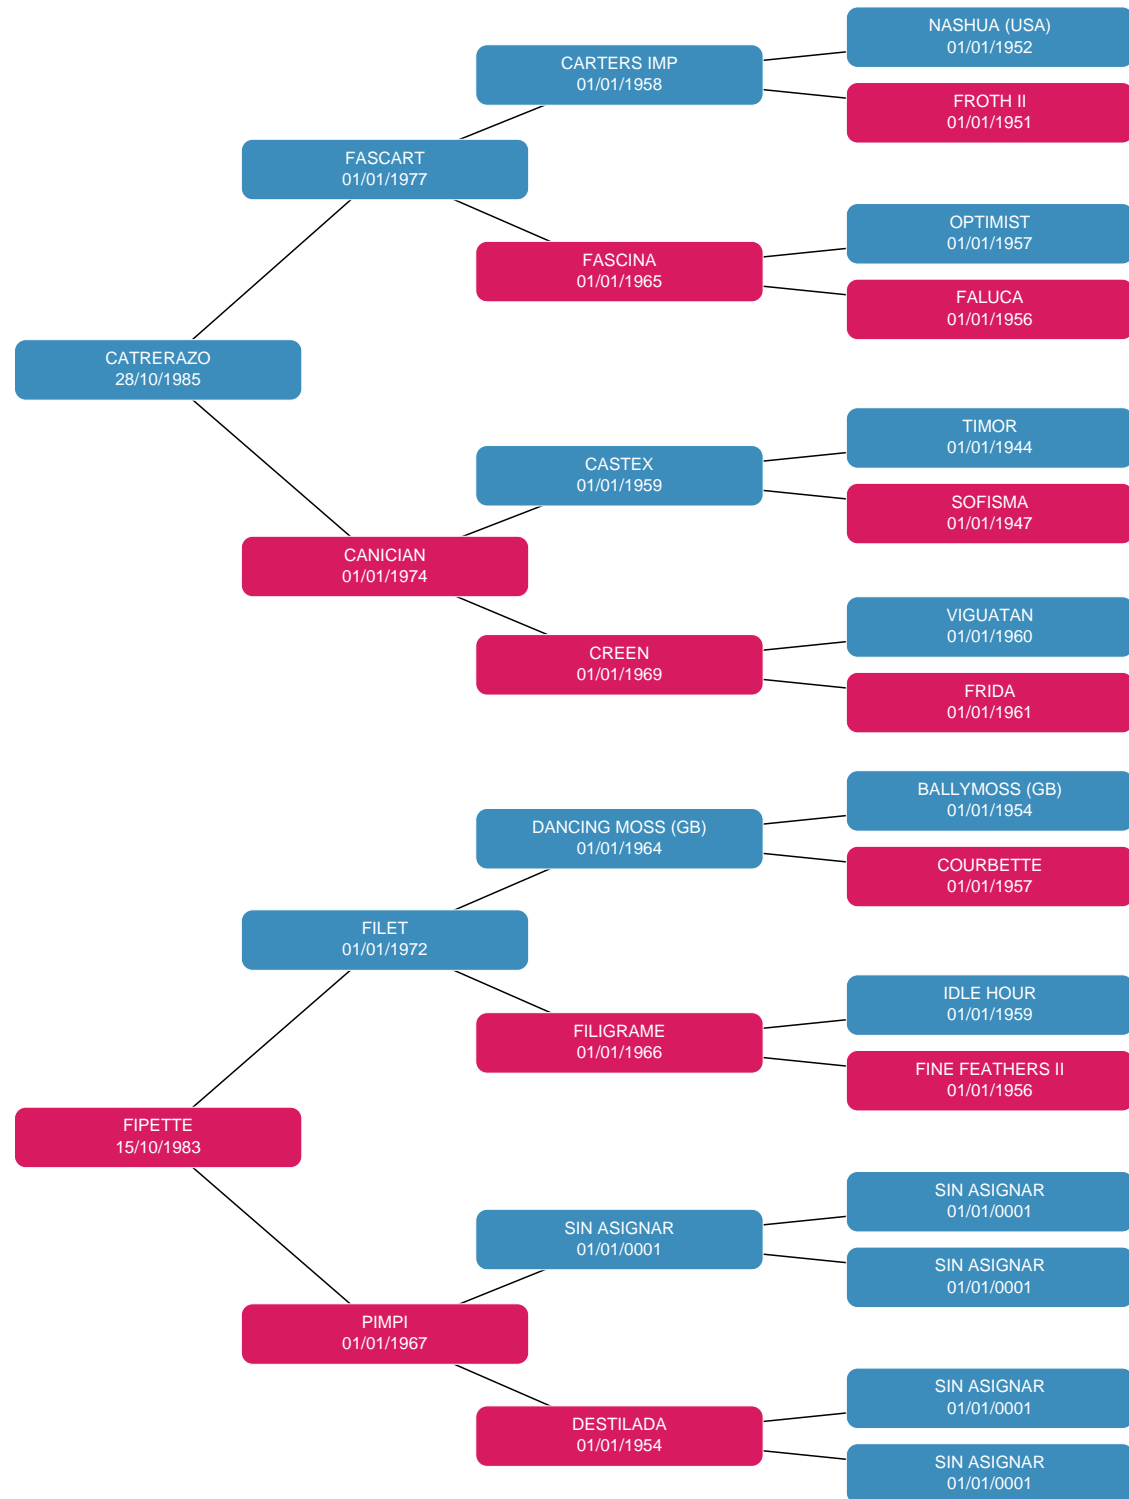 NASHUA (USA)
01/01/1952
CARTERS IMP
01/01/1958
FROTH II
01/01/1951
FASCART
01/01/1977
OPTIMIST
01/01/1957
FASCINA
01/01/1965
FALUCA
01/01/1956
CATRERAZO
28/10/1985
TIMOR
01/01/1944
CASTEX
01/01/1959
SOFISMA
01/01/1947
CANICIAN
01/01/1974
VIGUATAN
01/01/1960
CREEN
01/01/1969
FRIDA
01/01/1961
BALLYMOSS (GB)
01/01/1954
DANCING MOSS (GB)
01/01/1964
COURBETTE
01/01/1957
FILET
01/01/1972
IDLE HOUR
01/01/1959
FILIGRAME
01/01/1966
FINE FEATHERS II
01/01/1956
FIPETTE
15/10/1983
SIN ASIGNAR
01/01/0001
SIN ASIGNAR
01/01/0001
SIN ASIGNAR
01/01/0001
PIMPI
01/01/1967
SIN ASIGNAR
01/01/0001
DESTILADA
01/01/1954
SIN ASIGNAR
01/01/0001